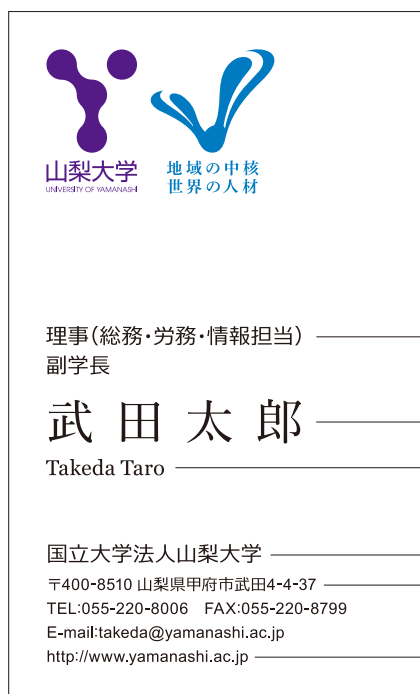 山梨大学
UNIVERSITY OF YAMANASHI
地域の中核
世界の人材
理事(総務・労務・情報担当)
副学長
武田太郎
Takeda Taro
国立大学法人山梨大学
〒400-8510 山梨県甲府市武田4-4-37
TEL:055-220-8006 FAX:055-220-8799
E-mail:takeda@yamanashi.ac.jp
http://www.yamanashi.ac.jp